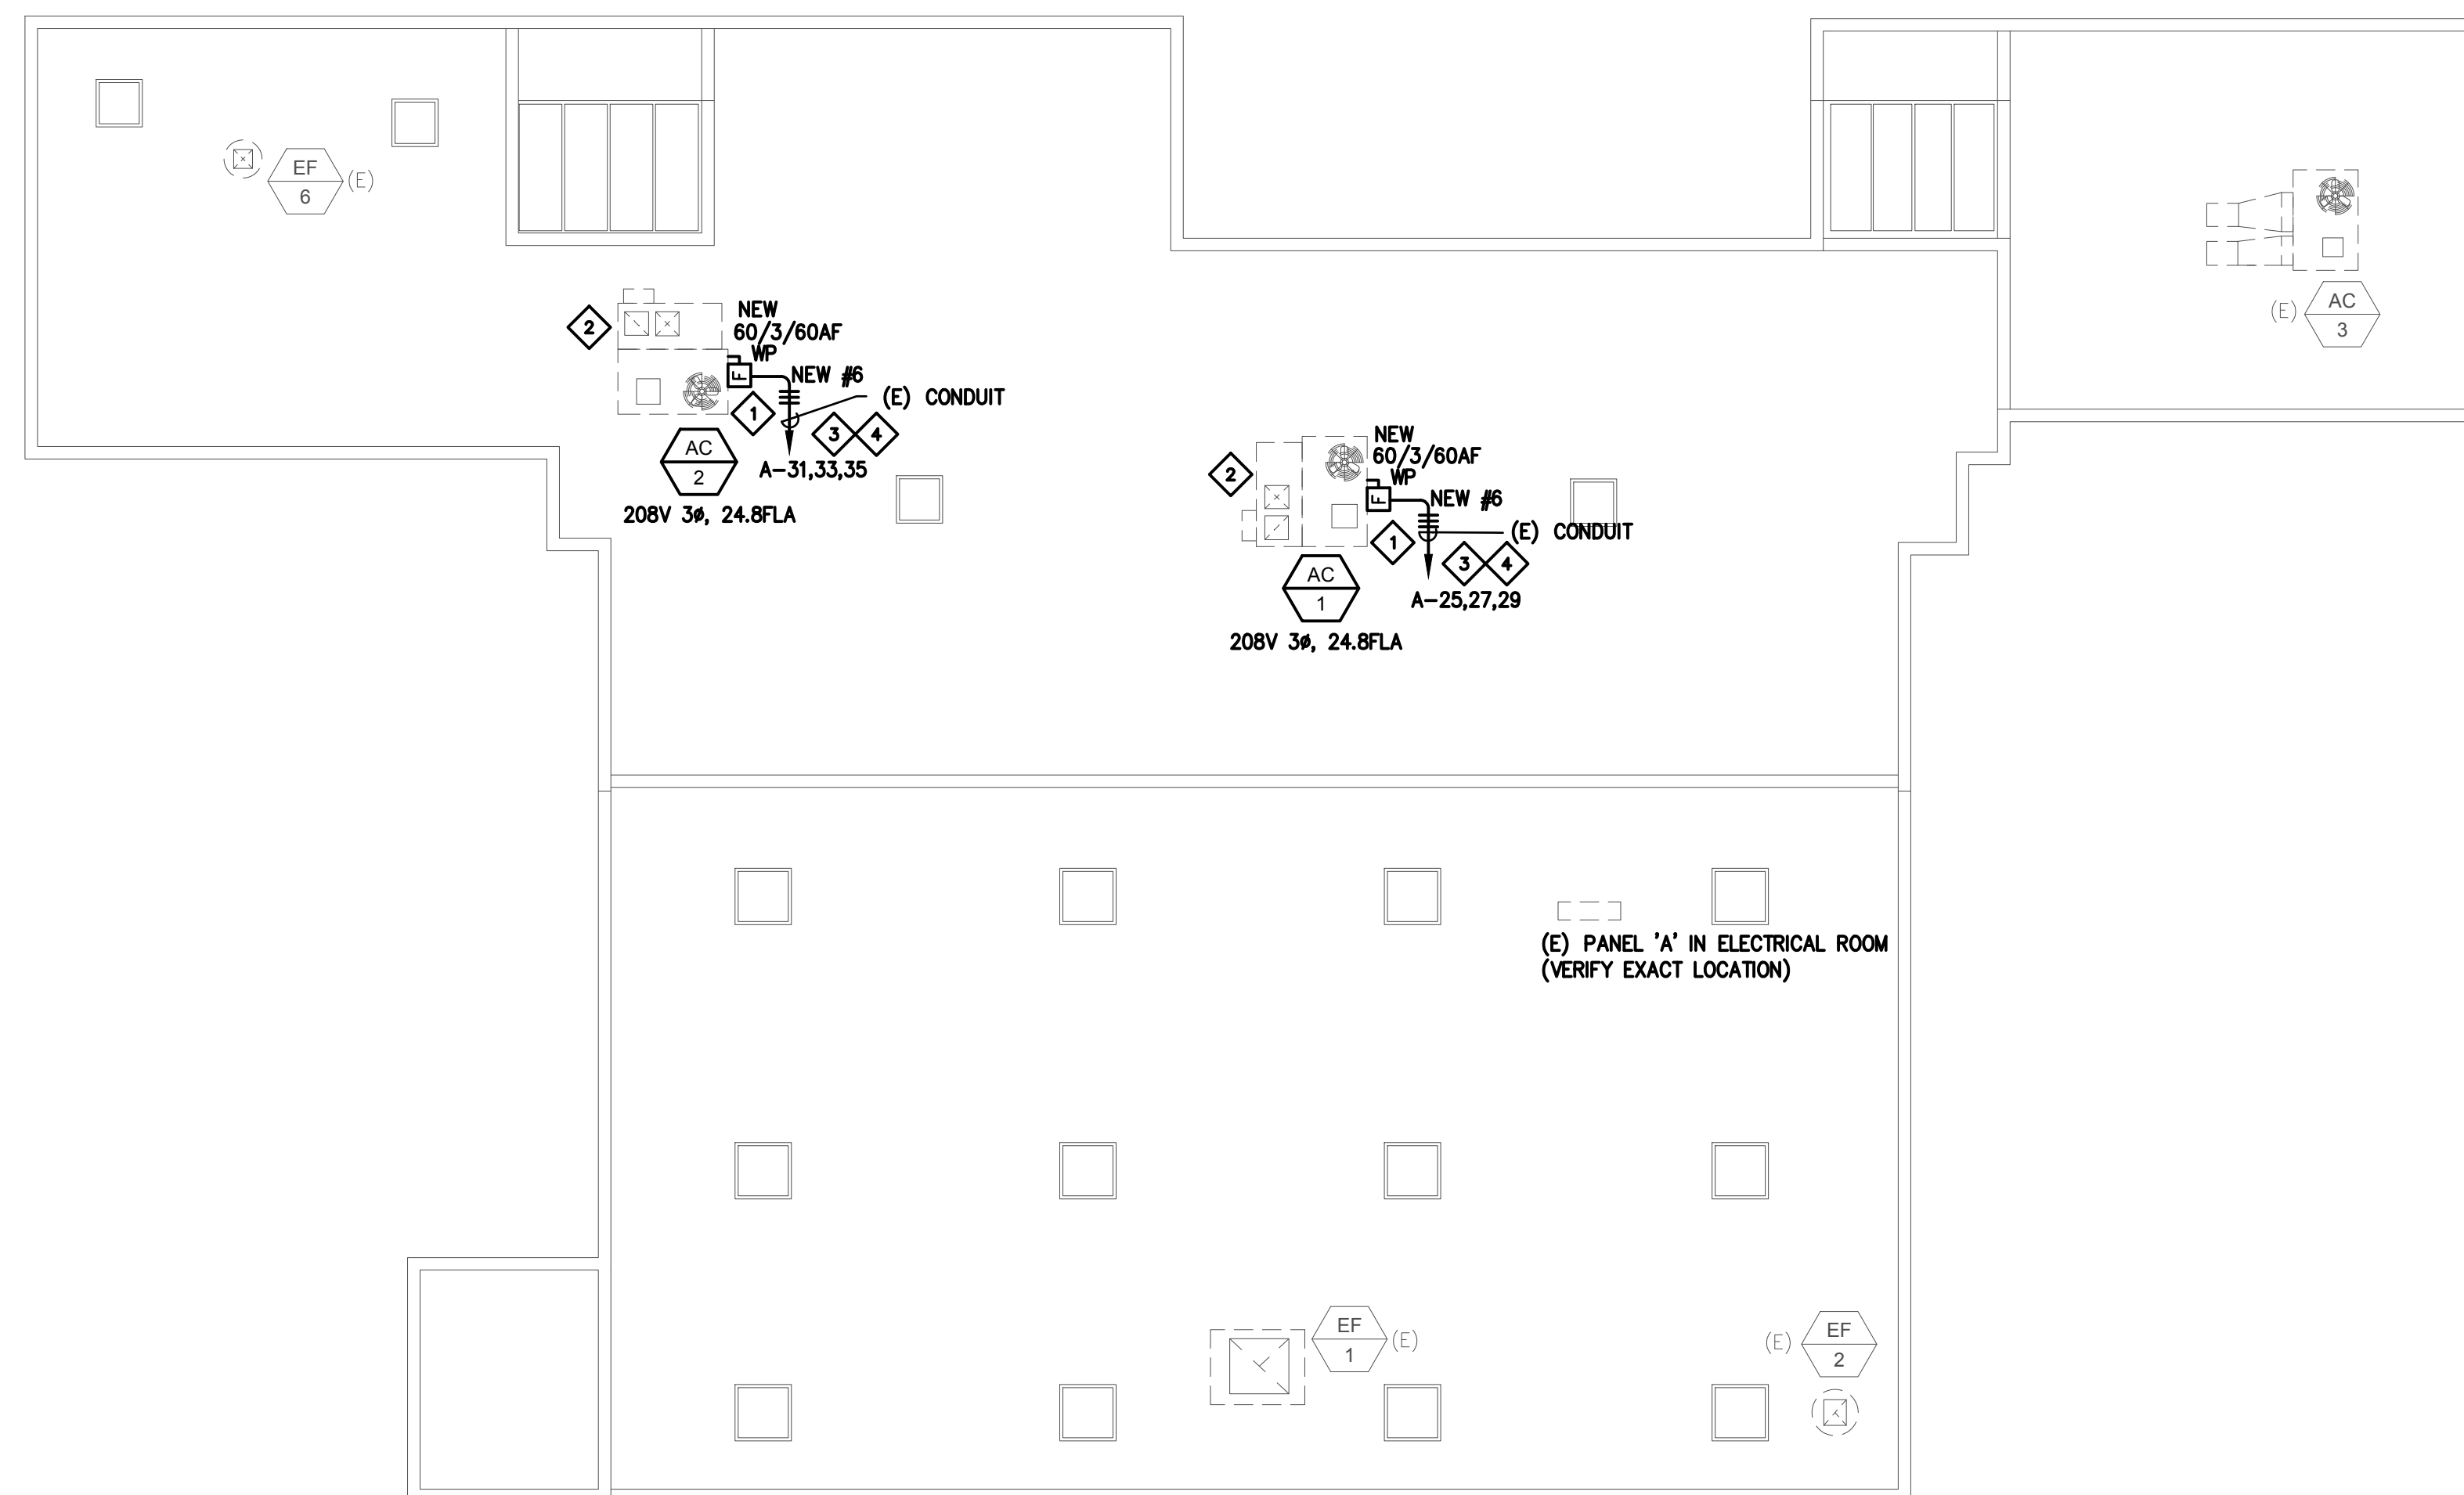 EF
6
(E)
AC
3
(E)
2
NEW
60/3/60AF
WP
F
NEW #6
(E) CONDUIT
1
3
4
AC
2
A-31,33,35
208V 3ø, 24.8FLA
2
NEW
60/3/60AF
WP
F
NEW #6
(E) CONDUIT
1
3
4
AC
1
A-25,27,29
208V 3ø, 24.8FLA
(E) PANEL 'A' IN ELECTRICAL ROOM
(VERIFY EXACT LOCATION)
EF
1
(E)
(E)
EF
2